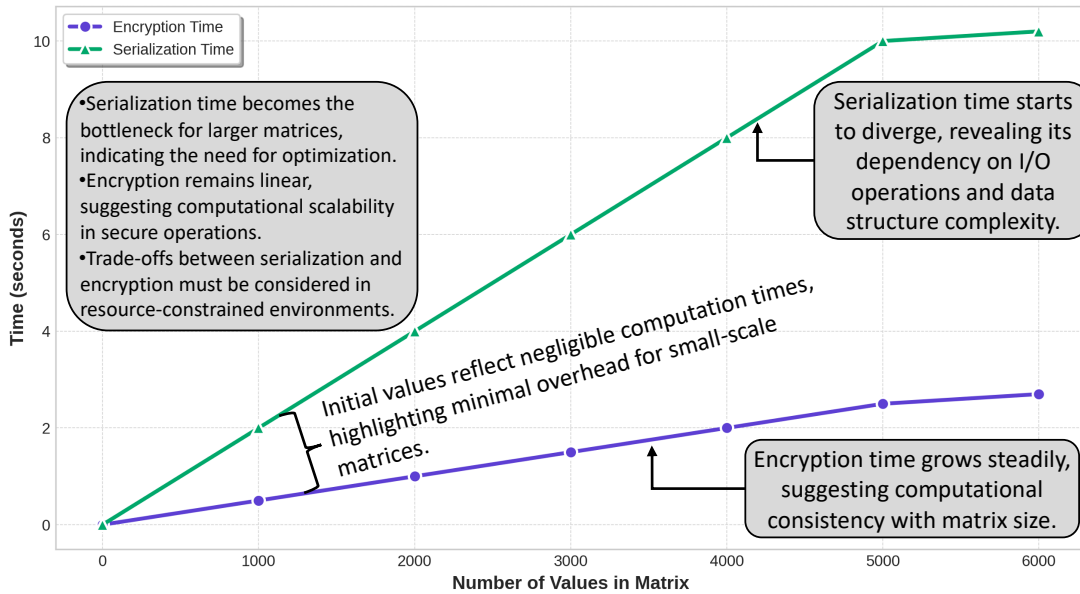 Encryption Time
Serialization Time
•Serialization time becomes the
bottleneck for larger matrices,
indicating the need for optimization.
•Encryption remains linear,
suggesting computational scalability
in secure operations.
•Trade-offs between serialization and
encryption must be considered in
resource-constrained environments.
Serialization time starts
to diverge, revealing its
dependency on I/O
operations and data
structure complexity.
Initial values reflect negligible computation times,
highlighting minimal overhead for small-scale
matrices.
Encryption time grows steadily,
suggesting computational
consistency with matrix size.
Time (seconds)
10
8
6
4
2
0
0 1000 2000 3000 4000 5000 6000
Number of Values in Matrix